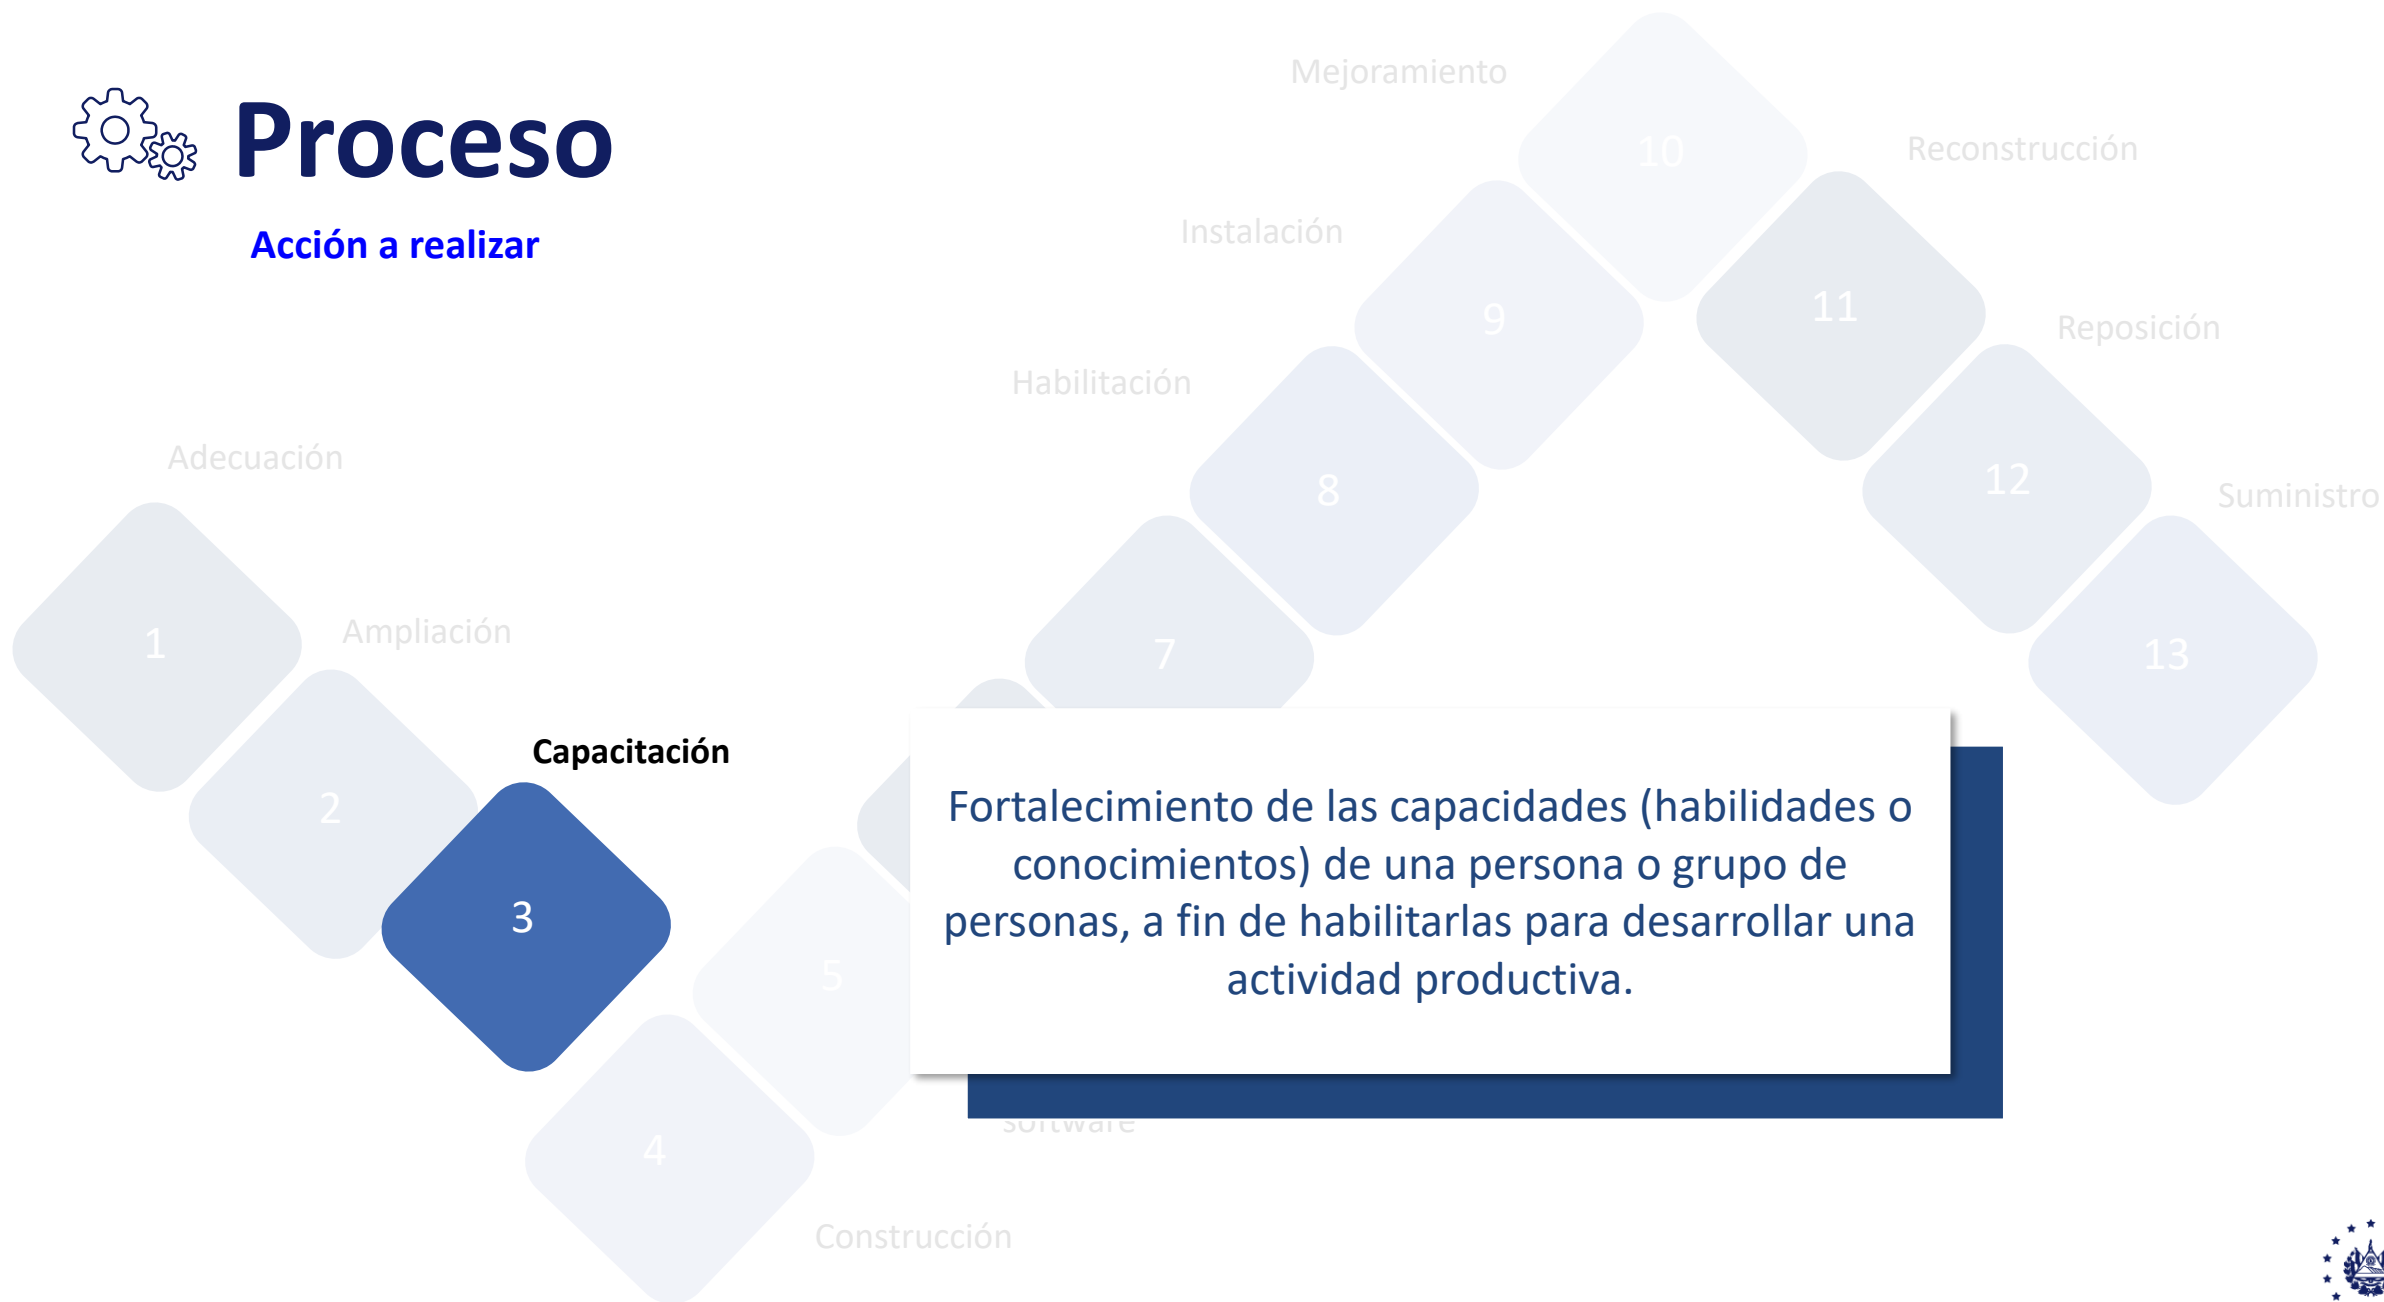 Proceso
Acción a realizar
Mejoramiento
10
Reconstrucción
Instalación
9
11
Reposición
Habilitación
8
12
Suministro
Adecuación
1
Ampliación
7
13
2
Capacitación
3
Fortalecimiento de las capacidades (habilidades o
conocimientos) de una persona o grupo de
personas, a fin de habilitarlas para desarrollar una
actividad productiva.
5
software
4
Construcción